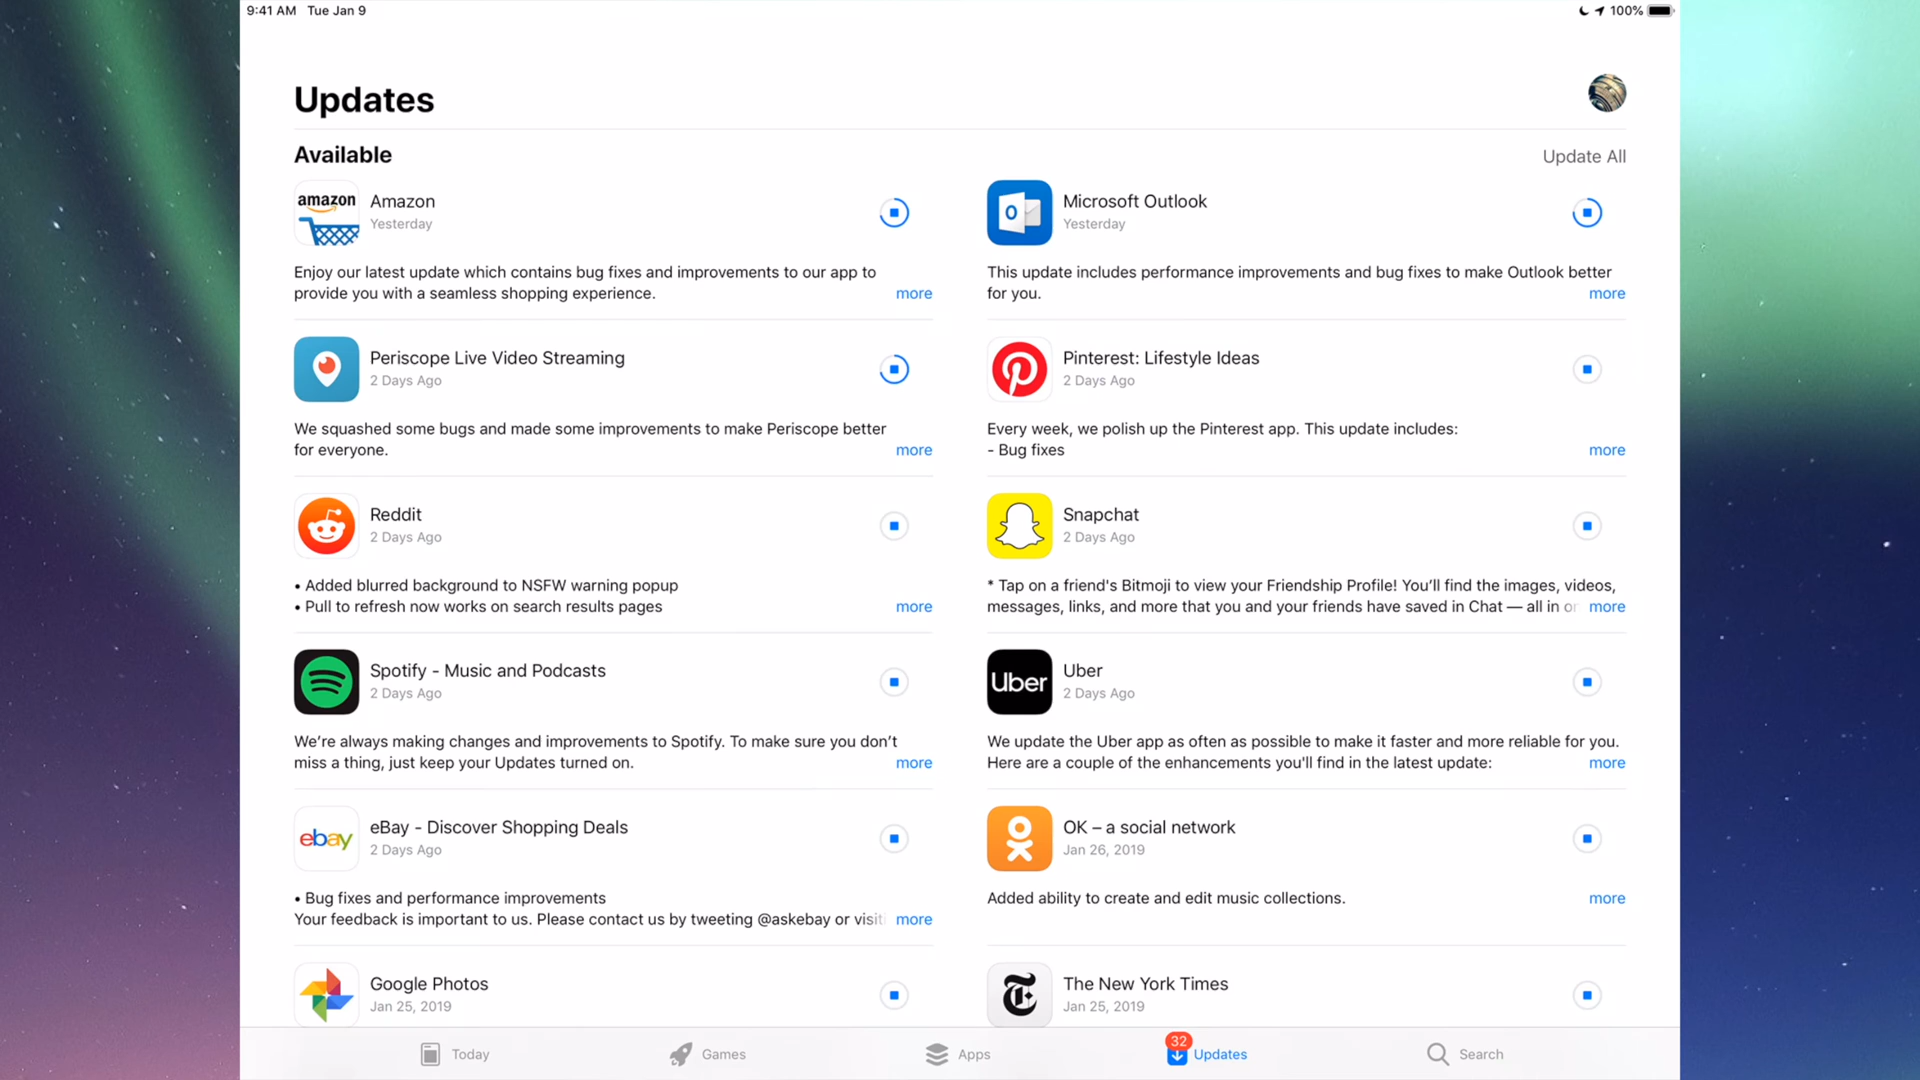 9:41 AM Tue Jan 9
100%
Updates
Available
Update All
amazon
Amazon
Yesterday
Enjoy our latest update which contains bug fixes and improvements to our app to
provide you with a seamless shopping experience.
more
Microsoft Outlook
Yesterday
This update includes performance improvements and bug fixes to make Outlook better
for you.
more
Periscope Live Video Streaming
2 Days Ago
We squashed some bugs and made some improvements to make Periscope better
for everyone.
more
Pinterest: Lifestyle Ideas
2 Days Ago
Every week, we polish up the Pinterest app. This update includes:
- Bug fixes
more
Reddit
2 Days Ago
• Added blurred background to NSFW warning popup
• Pull to refresh now works on search results pages
more
Snapchat
2 Days Ago
* Tap on a friend's Bitmoji to view your Friendship Profile! You’ll find the images, videos,
messages, links, and more that you and your friends have saved in Chat — all in or
more
Spotify - Music and Podcasts
2 Days Ago
We’re always making changes and improvements to Spotify. To make sure you don’t
miss a thing, just keep your Updates turned on.
more
Uber
Uber
2 Days Ago
We update the Uber app as often as possible to make it faster and more reliable for you.
Here are a couple of the enhancements you'll find in the latest update:
more
ebay
eBay - Discover Shopping Deals
2 Days Ago
• Bug fixes and performance improvements
Your feedback is important to us. Please contact us by tweeting @askebay or visiti
more
OK – a social network
Jan 26, 2019
Added ability to create and edit music collections.
more
Google Photos
Jan 25, 2019
The New York Times
Jan 25, 2019
Today
Games
Apps
32
Updates
Search